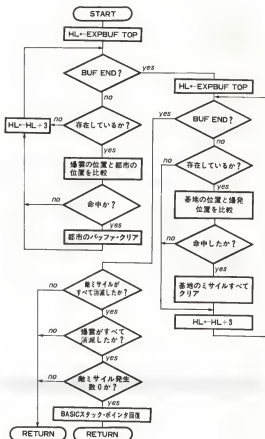 START
HL←EXPBUF TOP
BUF END?
yes
no
存在しているか?
no
HL←HL+3
yes
爆雲の位置と都市の
位置を比較
命中か?
no
yes
都市のバッファ・クリア
HL←EXPBUF TOP
BUF END?
yes
no
存在しているか?
no
yes
基地の位置と爆発
位置を比較
命中したか?
no
yes
基地のミサイルすべて
クリア
HL←HL+3
敵ミサイルが
すべて消滅したか?
no
yes
爆雲がすべて
消滅したか?
no
yes
敵ミサイル発生
数0か?
no
yes
BASICスタック・ポインタ回復
RETURN
RETURN